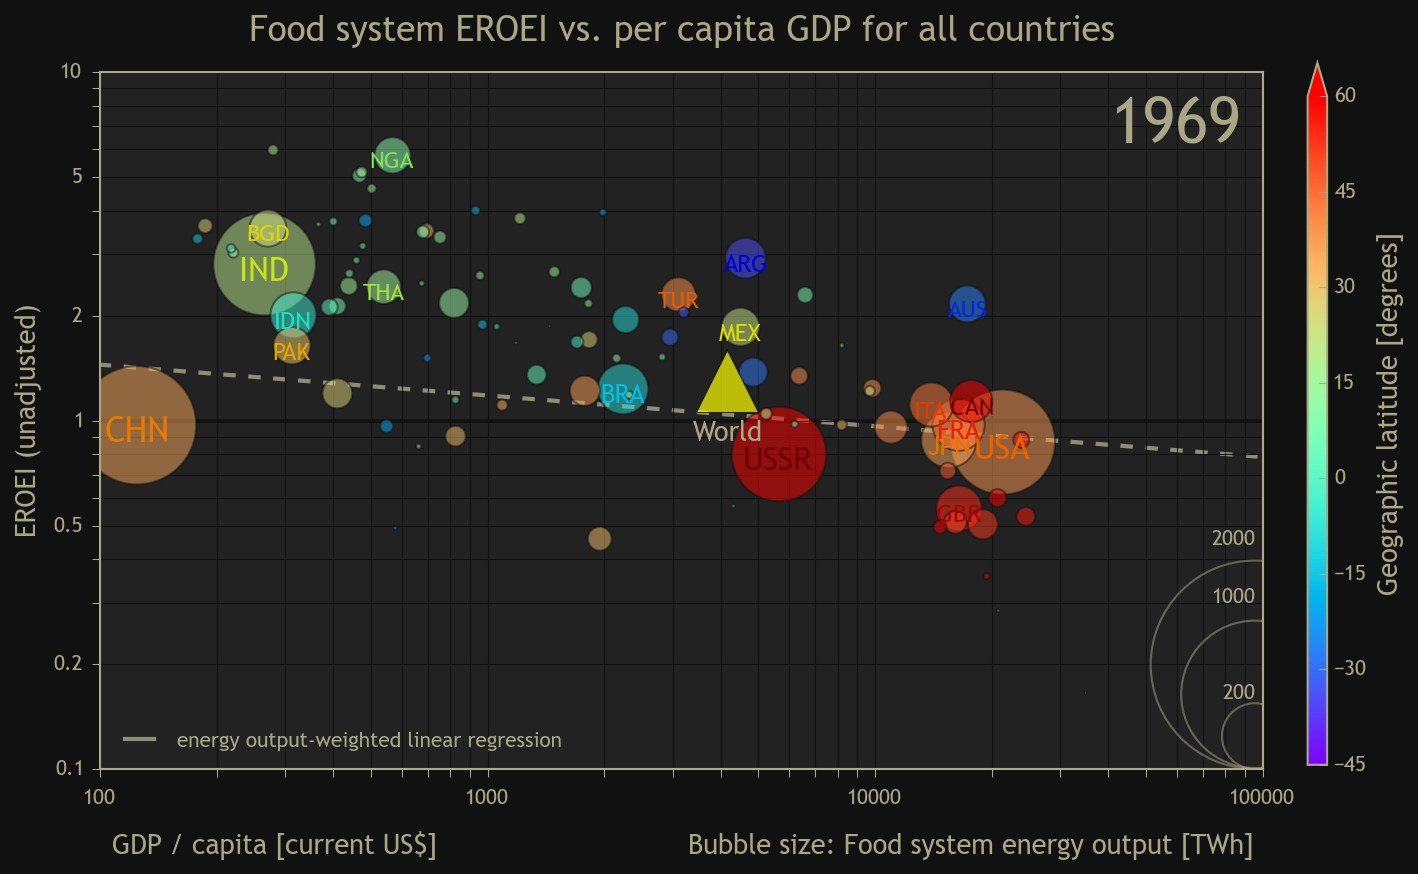 Food system EROEI vs. per capita GDP for all countries
1969
10
5
2
1
0.5
0.2
0.1
EROEI (unadjusted)
NGA
BGD
IND
THA
IDN
PAK
CHN
ARG
TUR
AUS
MEX
BRA
World
USSR
ITA
CAN
FRA
JPN
USA
GBR
2000
1000
200
energy output-weighted linear regression
100
1000
10000
100000
GDP / capita [current US$]
Bubble size: Food system energy output [TWh]
60
45
30
15
0
−15
−30
−45
Geographic latitude [degrees]